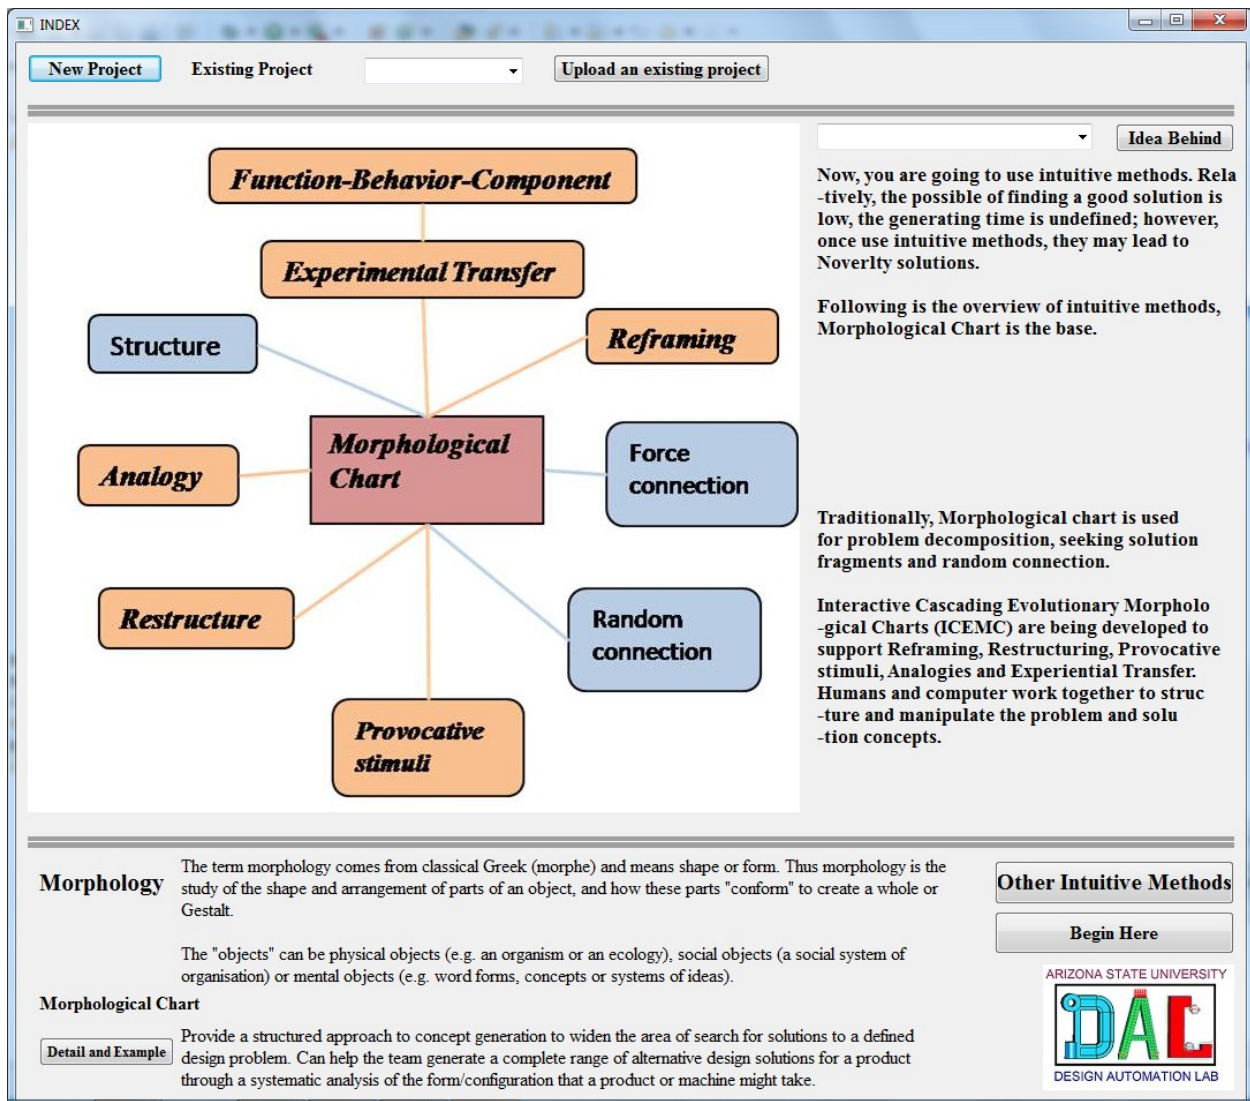 INDEX
New Project
Existing Project
Upload an existing project
Function-Behavior-Component
Experimental Transfer
Structure
Reframing
Morphological
Chart
Force
connection
Analogy
Restructure
Random
connection
Provocative
stimuli
Idea Behind
Now, you are going to use intuitive methods. Rela
-tively, the possible of finding a good solution is
low, the generating time is undefined; however,
once use intuitive methods, they may lead to
Noverlty solutions.
Following is the overview of intuitive methods,
Morphological Chart is the base.
Traditionally, Morphological chart is used
for problem decomposition, seeking solution
fragments and random connection.
Interactive Cascading Evolutionary Morpholo
-gical Charts (ICEMC) are being developed to
support Reframing, Restructuring, Provocative
stimuli, Analogies and Experiential Transfer.
Humans and computer work together to struc
-ture and manipulate the problem and solu
-tion concepts.
Morphology
The term morphology comes from classical Greek (morphe) and means shape or form. Thus morphology is the
study of the shape and arrangement of parts of an object, and how these parts "conform" to create a whole or
Gestalt.
The "objects" can be physical objects (e.g. an organism or an ecology), social objects (a social system of
organisation) or mental objects (e.g. word forms, concepts or systems of ideas).
Morphological Chart
Detail and Example
Provide a structured approach to concept generation to widen the area of search for solutions to a defined
design problem. Can help the team generate a complete range of alternative design solutions for a product
through a systematic analysis of the form/configuration that a product or machine might take.
Other Intuitive Methods
Begin Here
ARIZONA STATE UNIVERSITY
DAL
DESIGN AUTOMATION LAB